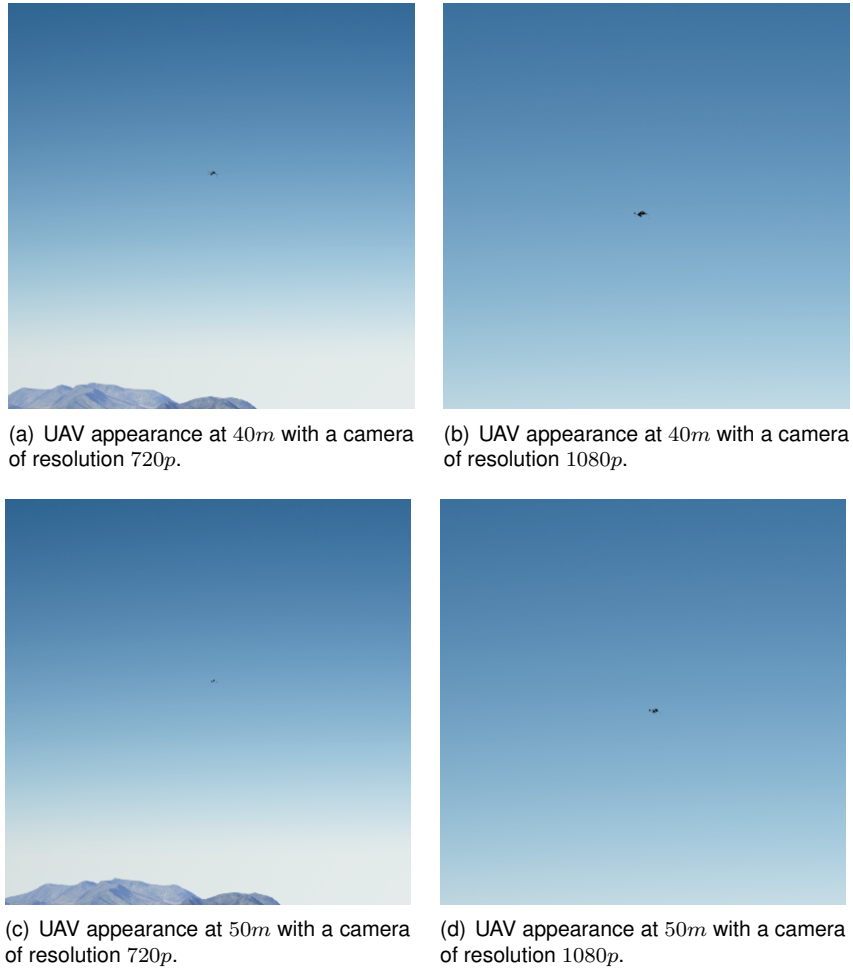 (a) UAV appearance at 40m with a camera
of resolution 720p.
(b) UAV appearance at 40m with a camera
of resolution 1080p.
(c) UAV appearance at 50m with a camera
of resolution 720p.
(d) UAV appearance at 50m with a camera
of resolution 1080p.